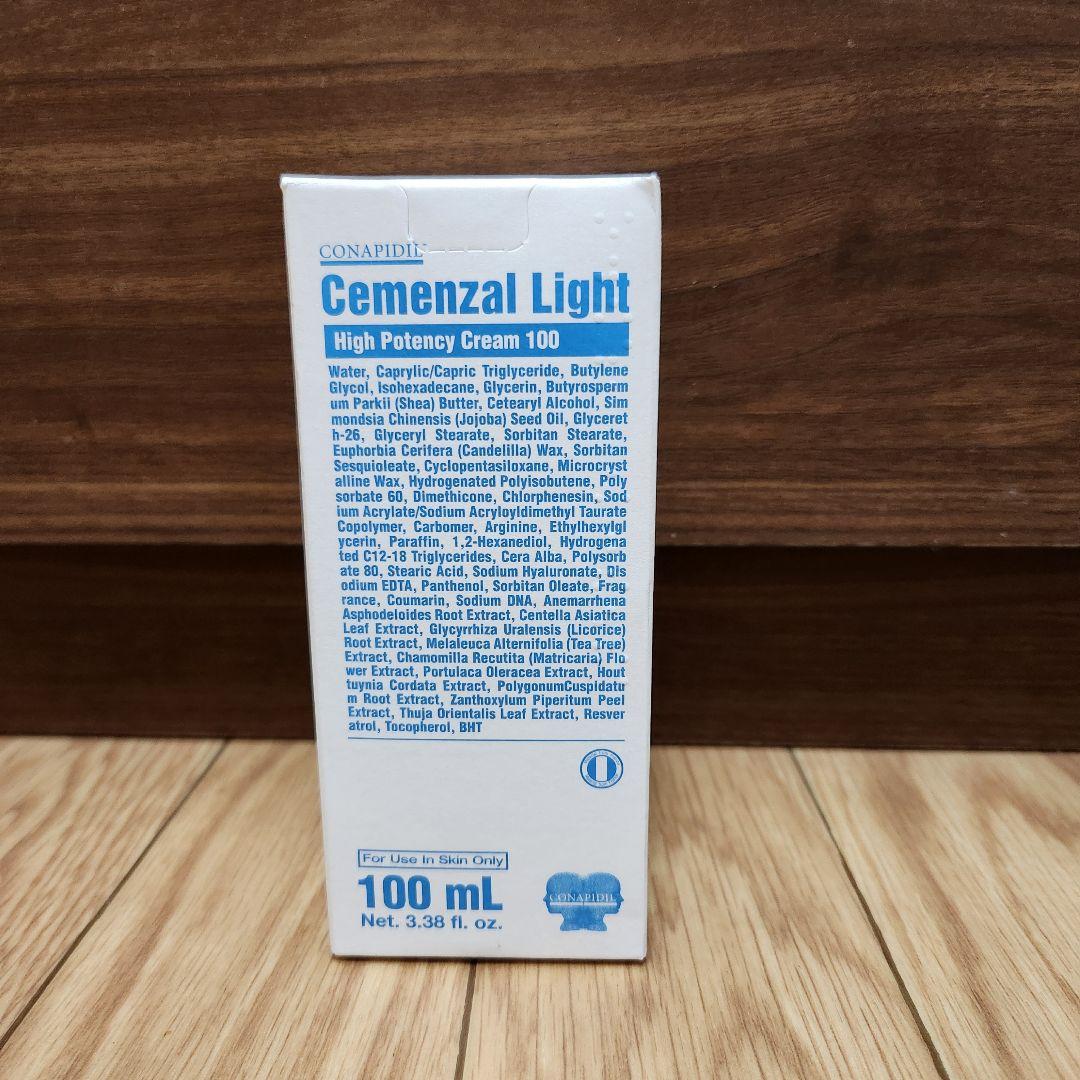 CONAPIDIL
Cemenzal Light
High Potency Cream 100
Water, Caprylic/Capric Triglyceride, Butylene
Glycol, Isohexadecane, Glycerin, Butyrosperm
um Parkii (Shea) Butter, Cetearyl Alcohol, Sim
mondsia Chinensis (Jojoba) Seed Oil, Glyceret
h-26, Glyceryl Stearate, Sorbitan Stearate,
Euphorbia Cerifera (Candelilla) Wax, Sorbitan
Sesquioleate, Cyclopentasiloxane, Microcryst
alline Wax, Hydrogenated Polyisobutene, Poly
sorbate 60, Dimethicone, Chlorphenesin, Sod
ium Acrylate/Sodium Acryloyldimethyl Taurate
Copolymer, Carbomer, Arginine, Ethylhexylgl
ycerin, Paraffin, 1,2-Hexanediol, Hydrogena
ted C12-18 Triglycerides, Cera Alba, Polysorb
ate 80, Stearic Acid, Sodium Hyaluronate, Dis
odium EDTA, Panthenol, Sorbitan Oleate, Frag
rance, Coumarin, Sodium DNA, Anemarrhena
Asphodeloides Root Extract, Centella Asiatica
Leaf Extract, Glycyrrhiza Uralensis (Licorice)
Root Extract, Melaleuca Alternifolia (Tea Tree)
Extract, Chamomilla Recutita (Matricaria) Flo
wer Extract, Portulaca Oleracea Extract, Hout
tuynia Cordata Extract, PolygonumCuspidatu
m Root Extract, Zanthoxylum Piperitum Peel
Extract, Thuja Orientalis Leaf Extract, Resver
atrol, Tocopherol, BHT
For Use In Skin Only
100 mL
Net. 3.38 fl. oz.
CONAPIDIL